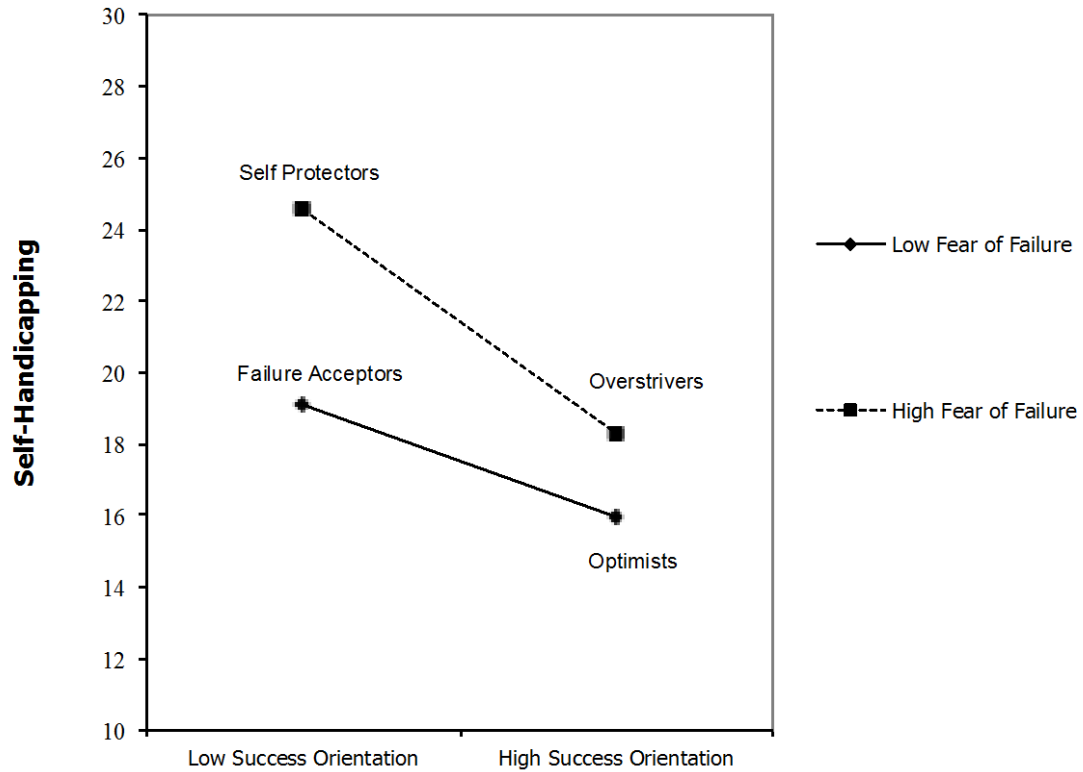 30
28
26
24
22
20
18
16
14
12
10
Self-Handicapping
Self Protectors
Failure Acceptors
Overstrivers
Optimists
Low Success Orientation
High Success Orientation
Low Fear of Failure
High Fear of Failure